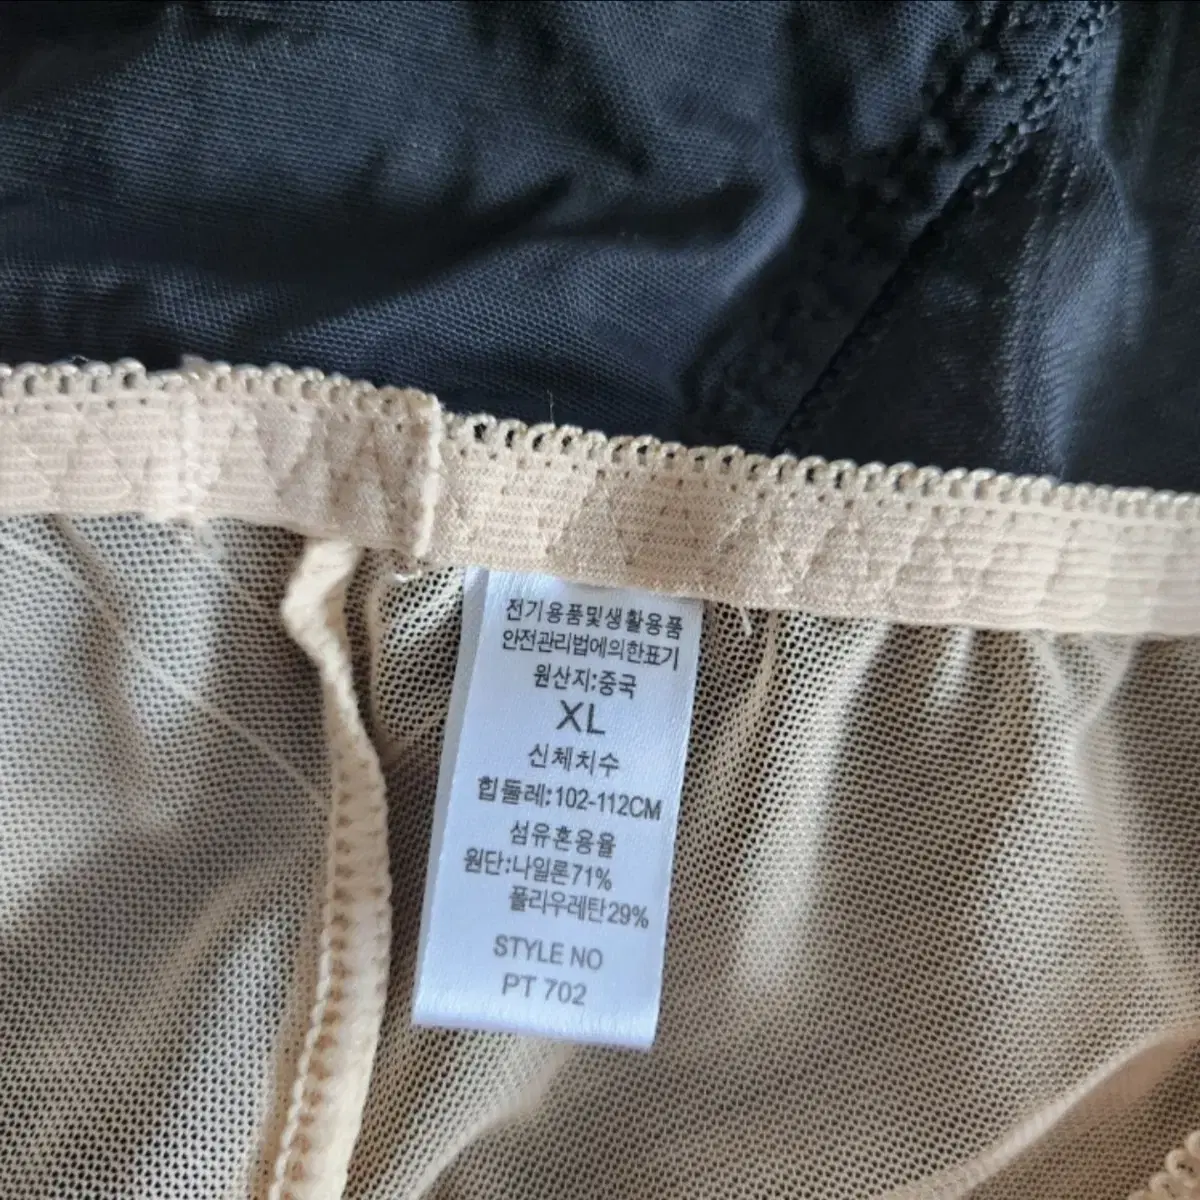 전기용품및생활용품
안전관리법에의한표기
원산지:중국
XL
신체치수
힙둘레:102-112CM
섬유혼용율
원단:나일론71%
폴리우레탄29%
STYLE NO
PT 702